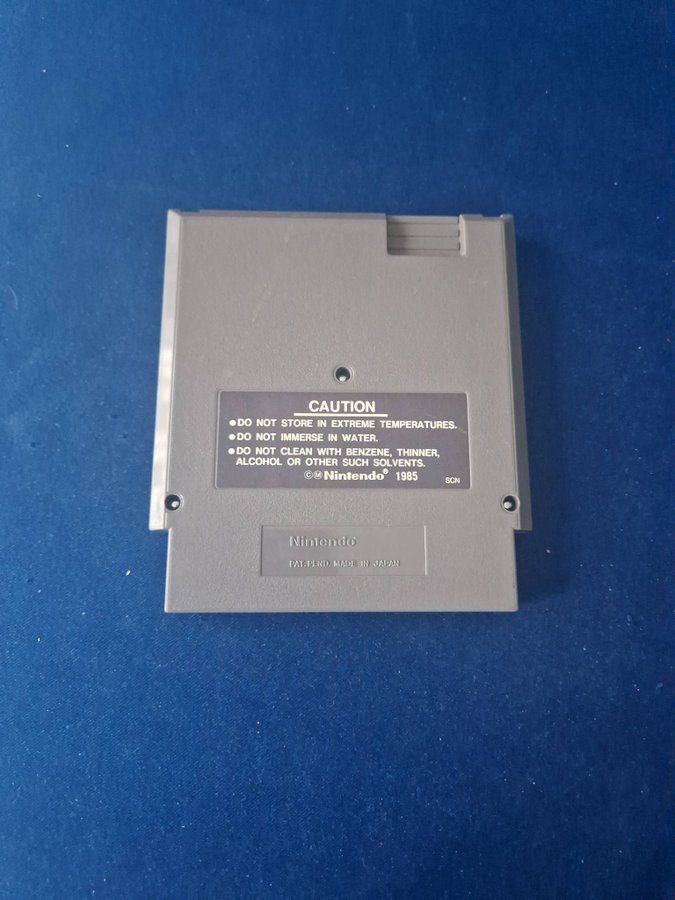 CAUTION
●DO NOT STORE IN EXTREME TEMPERATURES.
●DO NOT IMMERSE IN WATER.
●DO NOT CLEAN WITH BENZENE, THINNER,
ALCOHOL OR OTHER SUCH SOLVENTS.
©Ⓜ Nintendo® 1985 SCN
Nintendo®
PAT. PEND. MADE IN JAPAN